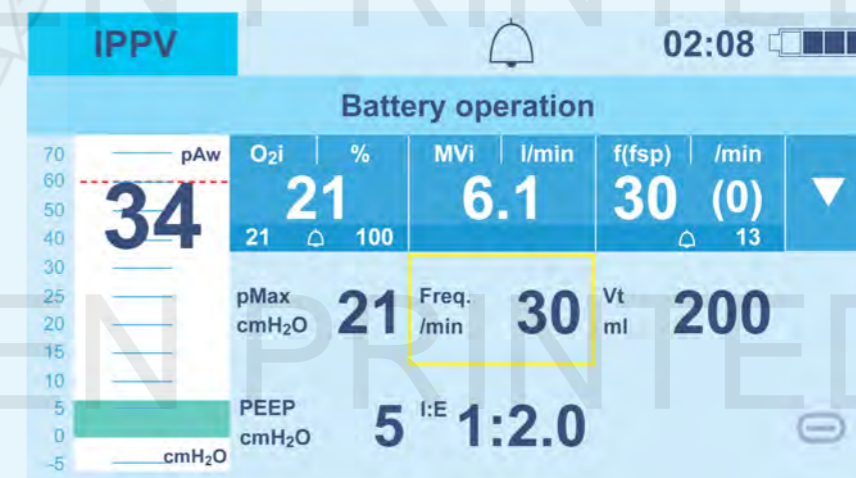 IPPV 02:08
Battery operation
70 pAw O₂i % MVi l/min f(fsp) /min
60
34 21 6.1 30 (0)
50
40 21 100 13
30
25 pMax cmH₂O 21 Freq. /min 30 Vt ml 200
20
15
10
5 PEEP cmH₂O 5 I:E 1:2.0
0
-5 cmH₂O
EN PRINTED